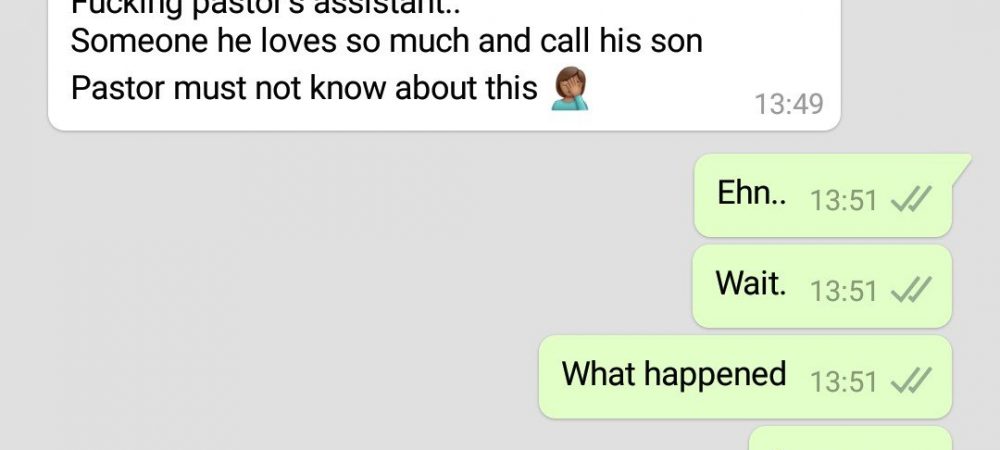 Fucking pastor's assistant..
Someone he loves so much and call his son
Pastor must not know about this 🤦🏽‍♀️
13:49
Ehn.. 13:51
Wait. 13:51
What happened 13:51